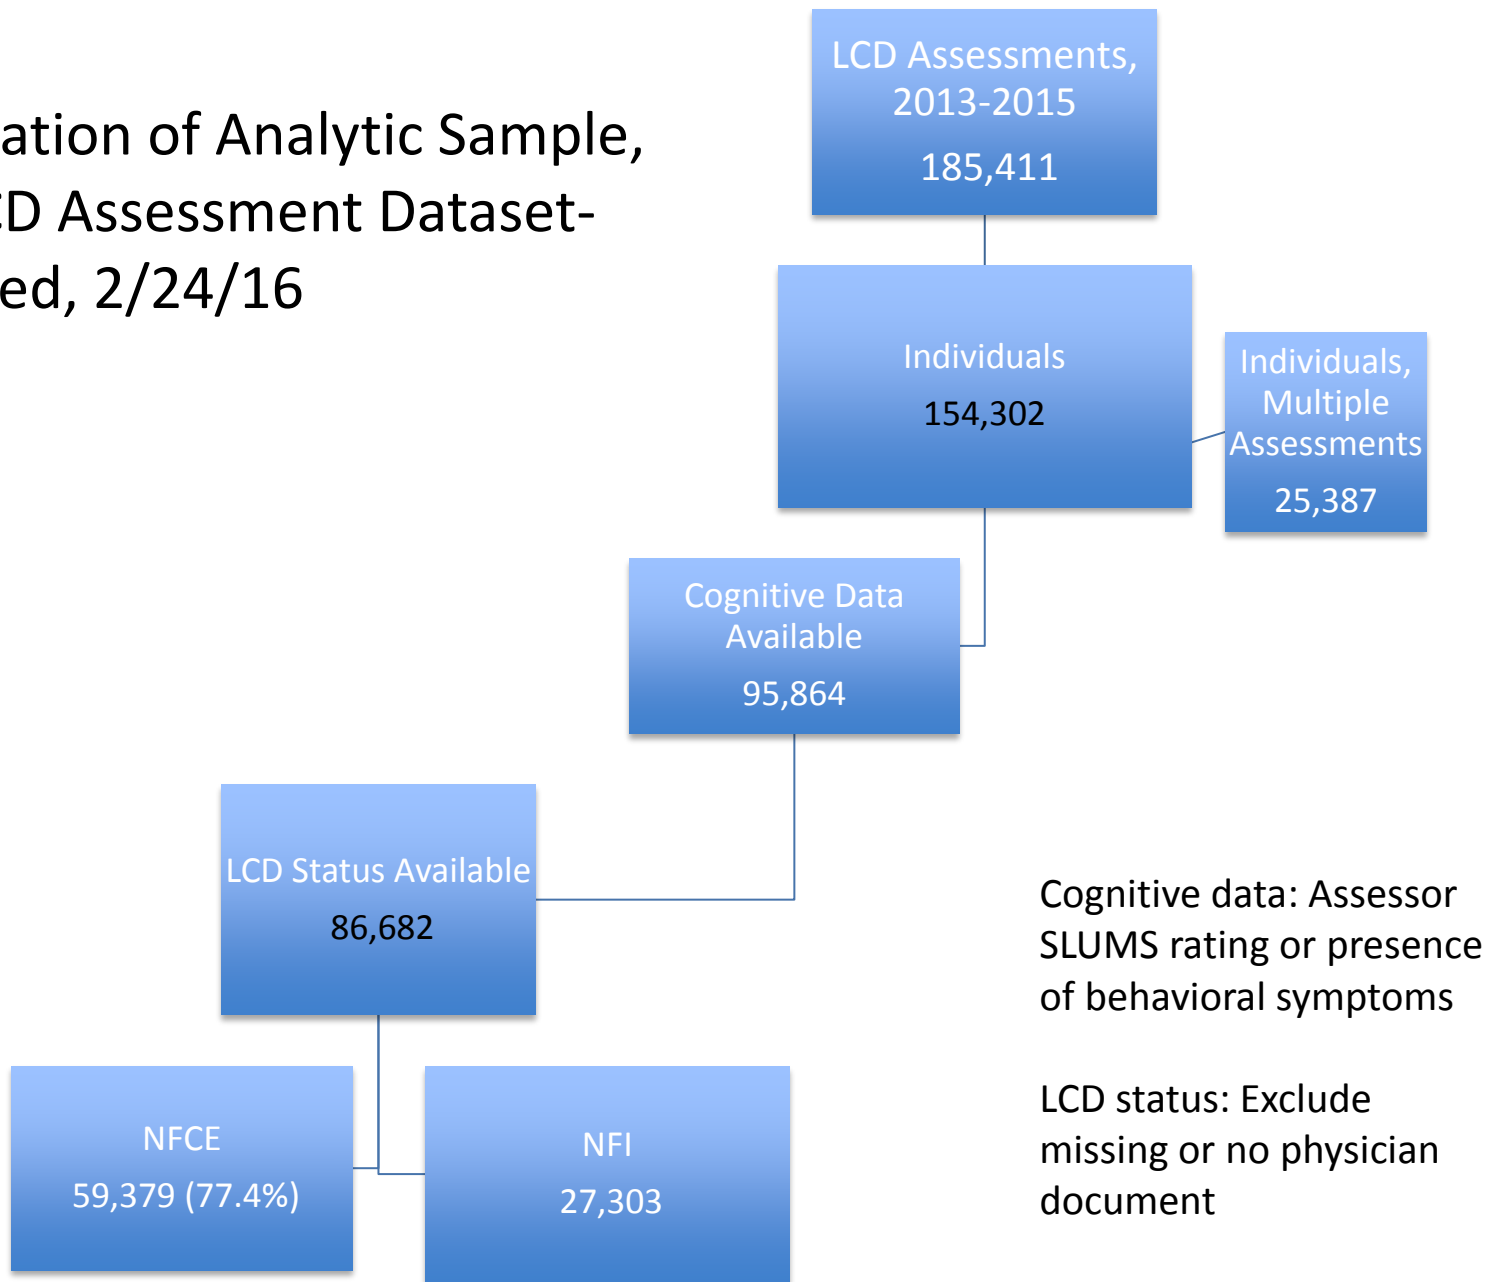 ation of Analytic Sample,
CD Assessment Dataset-
ed, 2/24/16
LCD Assessments,
2013-2015
185,411
Individuals
154,302
Individuals,
Multiple
Assessments
25,387
Cognitive Data
Available
95,864
LCD Status Available
86,682
NFCE
59,379 (77.4%)
NFI
27,303
Cognitive data: Assessor
SLUMS rating or presence
of behavioral symptoms
LCD status: Exclude
missing or no physician
document